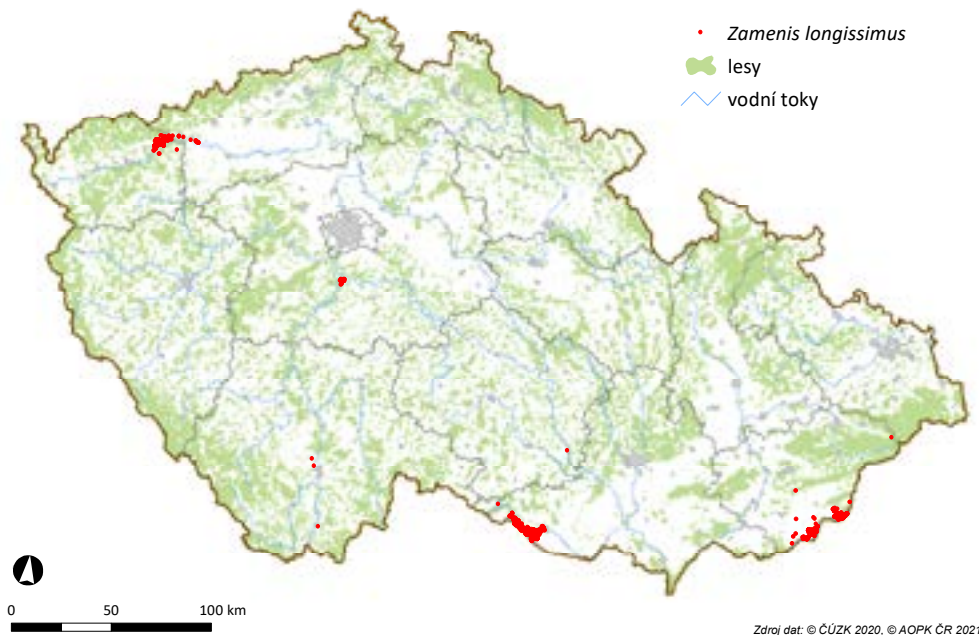 Zamenis longissimus
lesy
vodní toky
0 50 100 km
Zdroj dat: © ČÚZK 2020, © AOPK ČR 2021